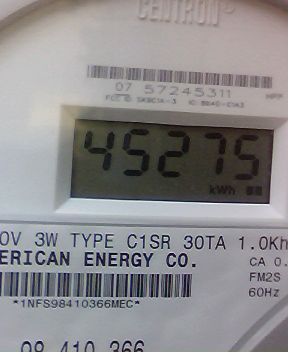 CENTRON
07 57245311
45275
kWh
0V 3W TYPE C1SR 30TA 1.0Kh
ERICAN ENERGY CO.
CA 0.
FM2S
60Hz
*1NFS98410366MEC*
98 410 366